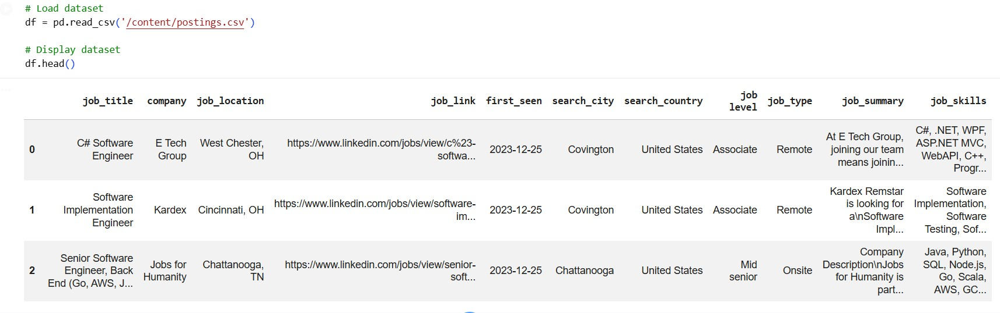 # Load dataset
df = pd.read_csv('/content/postings.csv')
# Display dataset
df.head()
job_title company job_location job_link first_seen search_city search_country job level job_type job_summary job_skills
0 C# Software Engineer E Tech Group West Chester, OH https://www.linkedin.com/jobs/view/c%23-softwa... 2023-12-25 Covington United States Associate Remote At E Tech Group, joining our team means joinin... C#, .NET, WPF, ASP.NET MVC, WebAPI, C++, Progr...
1 Software Implementation Engineer Kardex Cincinnati, OH https://www.linkedin.com/jobs/view/software-im... 2023-12-25 Covington United States Associate Remote Kardex Remstar is looking for a\nSoftware Impl... Software Implementation, Software Testing, Sof...
2 Senior Software Engineer, Back End (Go, AWS, J... Jobs for Humanity Chattanooga, TN https://www.linkedin.com/jobs/view/senior-soft... 2023-12-25 Chattanooga United States Mid senior Onsite Company Description\nJobs for Humanity is part... Java, Python, SQL, Node.js, Go, Scala, AWS, GC...